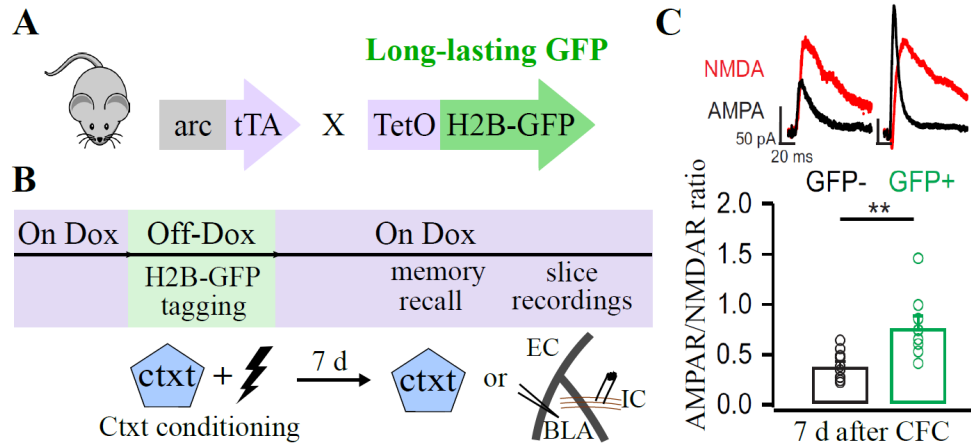 A
Long-lasting GFP
arc tTA X TetO H2B-GFP
B
On Dox Off-Dox On Dox
H2B-GFP tagging
memory recall
slice recordings
ctxt + 7 d ctxt or
Ctxt conditioning
EC
IC
BLA
C
NMDA
AMPA
50 pA
20 ms
GFP- GFP+
**
AMPAR/NMDAR ratio
2.0
1.5
1.0
0.5
0.0
7 d after CFC